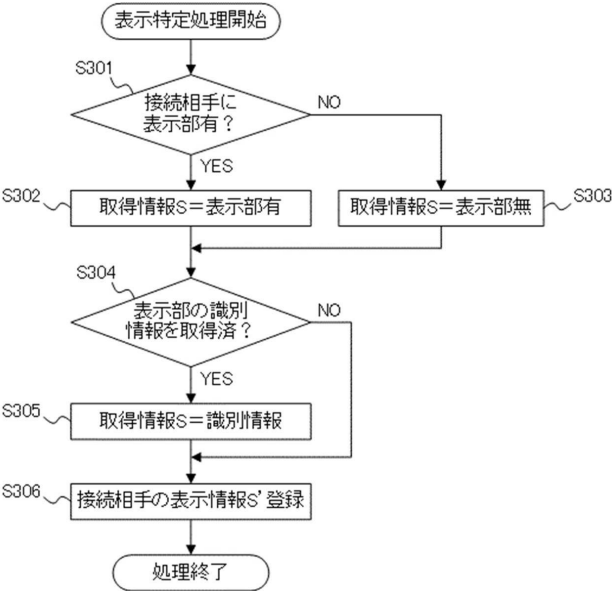 表示特定処理開始
S301
接続相手に
表示部有?
NO
YES
S302
取得情報S=表示部有
取得情報S=表示部無
S303
S304
表示部の識別
情報を取得済?
NO
YES
S305
取得情報S=識別情報
S306
接続相手の表示情報S'登録
処理終了